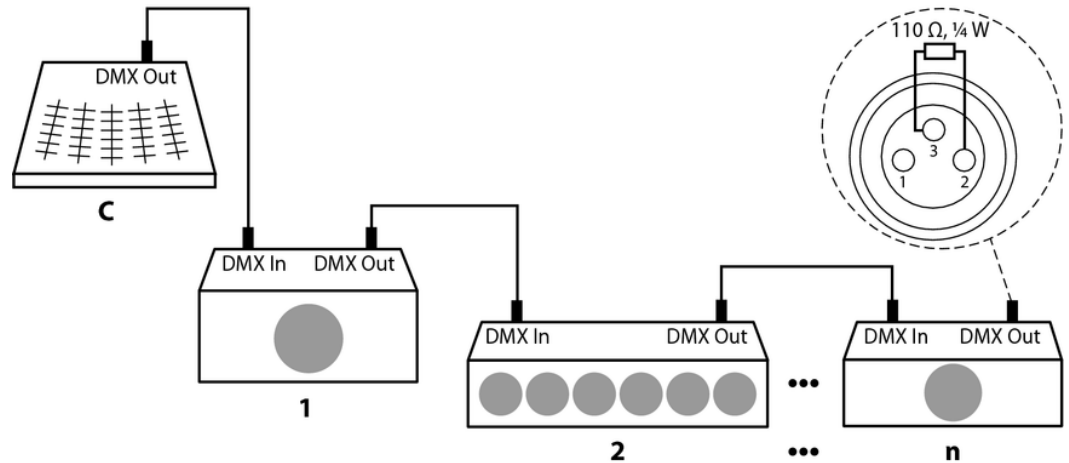 110 Ω, ¼ W
DMX Out
3
1
2
C
DMX In
DMX Out
1
DMX In
DMX Out
•••
2
•••
DMX In
DMX Out
n